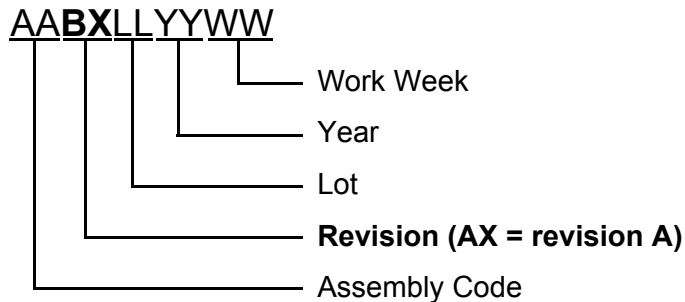 AABXLLYYWW
Work Week
Year
Lot
Revision (AX = revision A)
Assembly Code